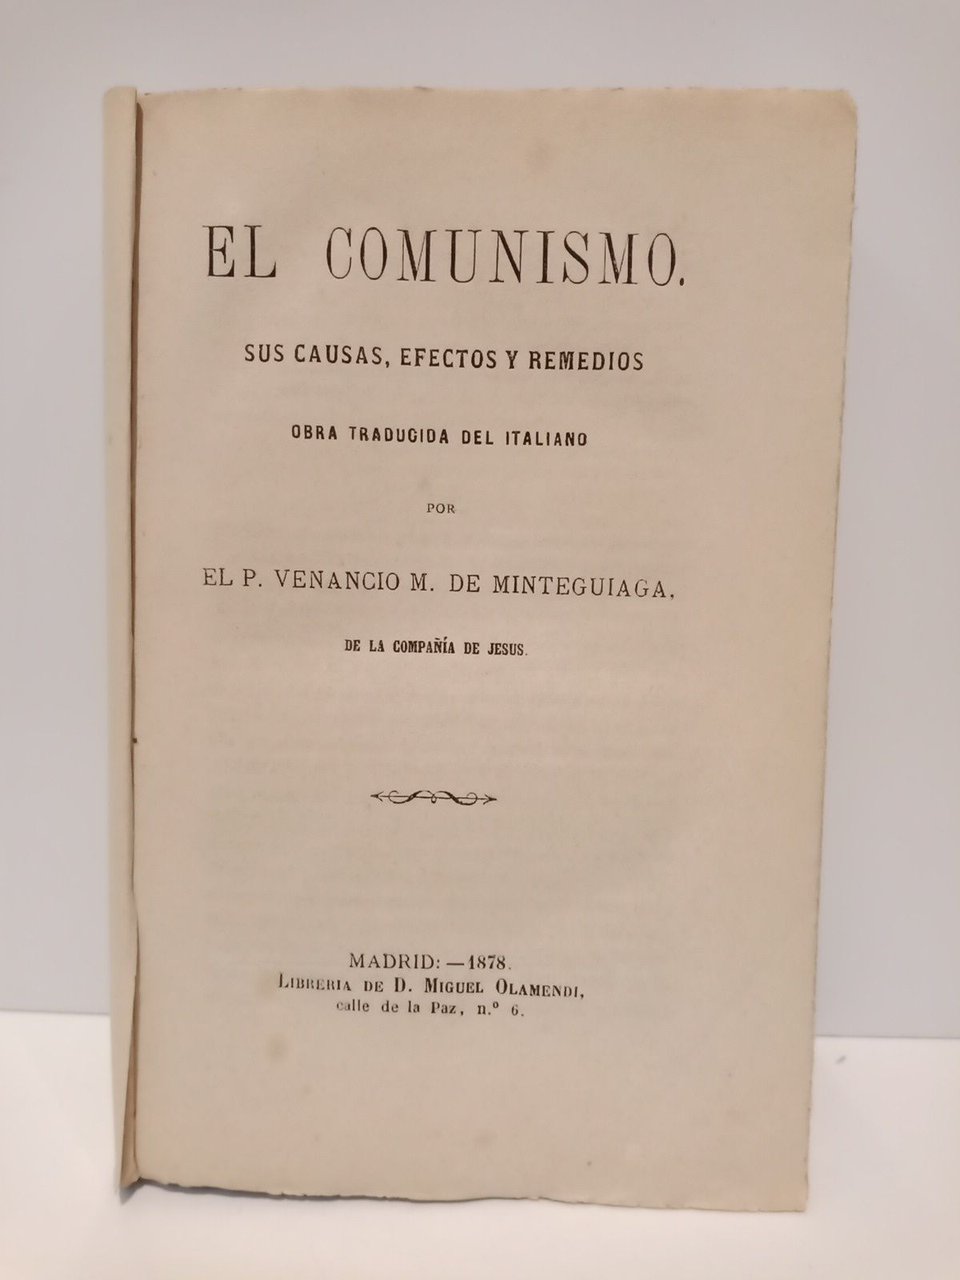 EL COMUNISMO.
SUS CAUSAS, EFECTOS Y REMEDIOS
OBRA TRADUCIDA DEL ITALIANO
POR
EL P. VENANCIO M. DE MINTEGUIAGA,
DE LA COMPAÑÍA DE JESUS.
MADRID:—1878.
LIBRERIA DE D. MIGUEL OLAMENDI,
calle de la Paz, n.º 6.